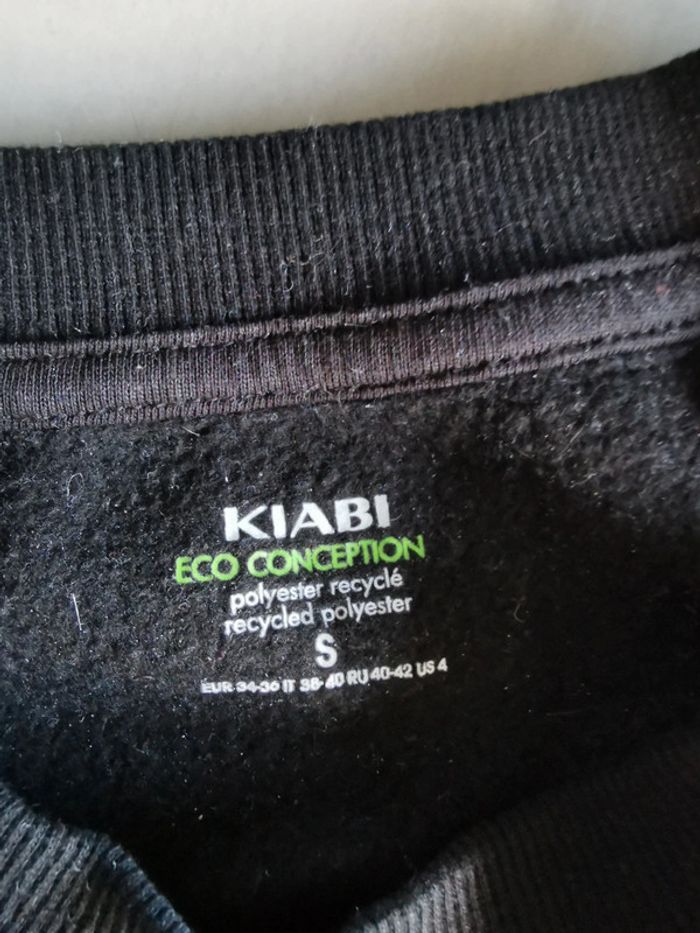 KIABI
ECO CONCEPTION
polyester recyclé
recycled polyester
S
EUR 34-36 IT 38-40 RU 40-42 US 4